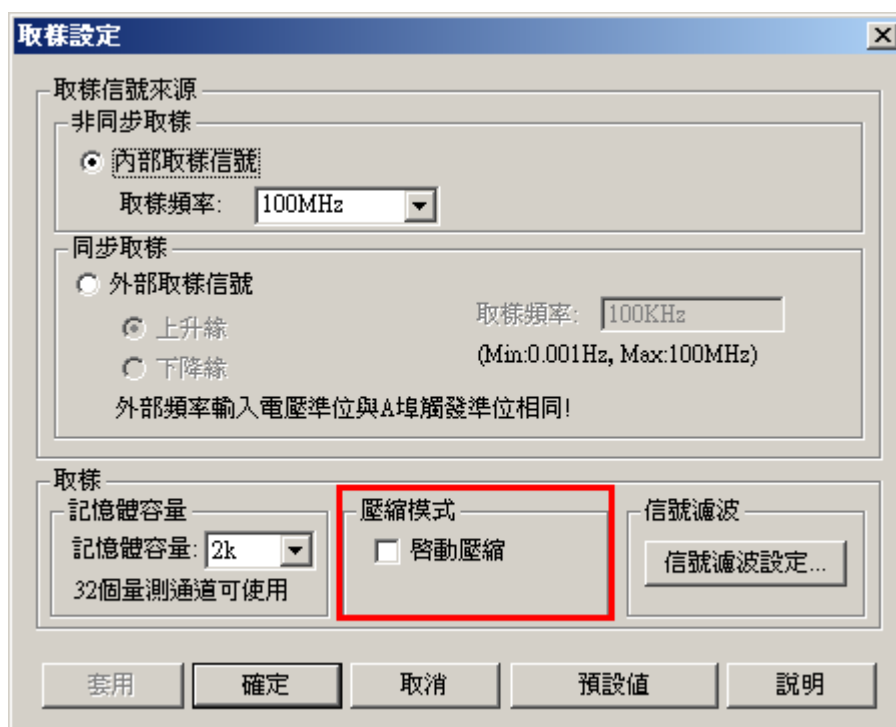 取樣設定
取樣信號來源
非同步取樣
內部取樣信號
取樣頻率: 100MHz
同步取樣
外部取樣信號
上升緣
取樣頻率: 100KHz
下降緣
(Min:0.001Hz, Max:100MHz)
外部頻率輸入電壓準位與A埠觸發準位相同!
取樣
記憶體容量
記憶體容量: 2k
32個量測通道可使用
壓縮模式
啓動壓縮
信號濾波
信號濾波設定...
套用 確定 取消 預設值 說明